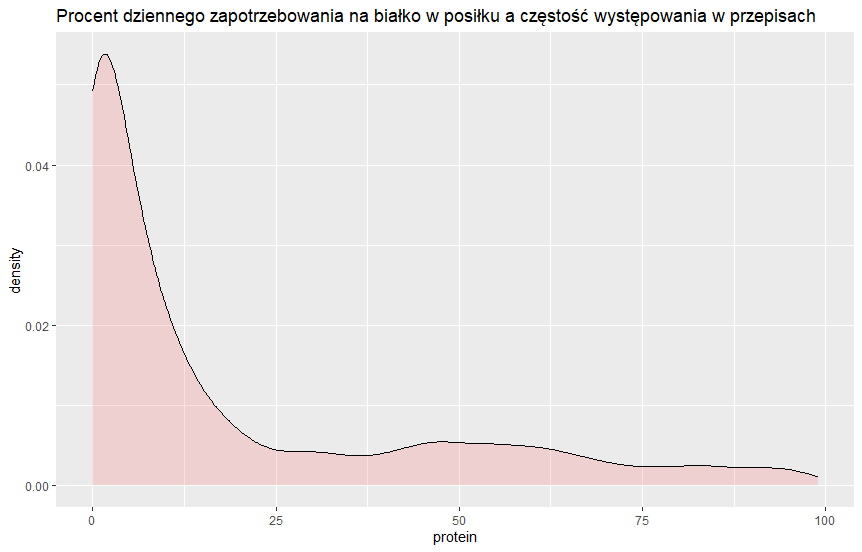 Procent dziennego zapotrzebowania na białko w posiłku a częstość występowania w przepisach
0.04
0.02
0.00
density
0 25 50 75 100
protein